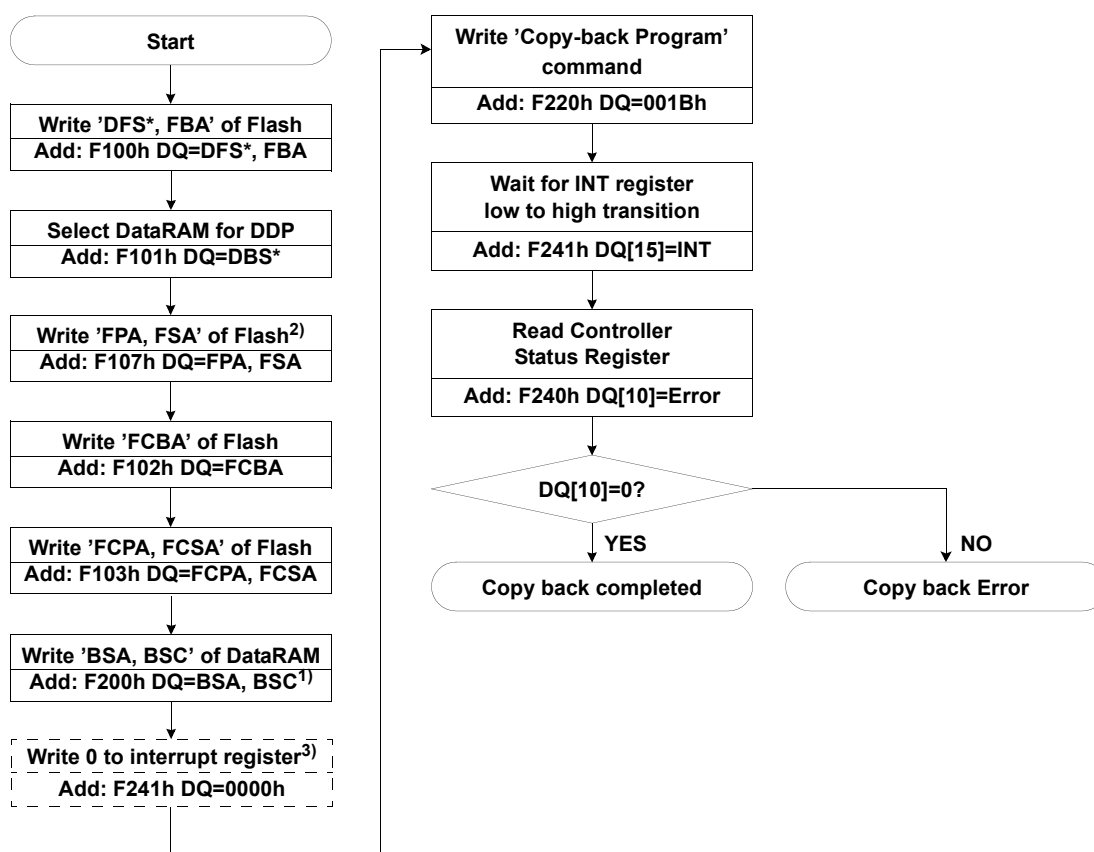 Start
Write 'DFS*, FBA' of Flash
Add: F100h DQ=DFS*, FBA
Select DataRAM for DDP
Add: F101h DQ=DBS*
Write 'FPA, FSA' of Flash2)
Add: F107h DQ=FPA, FSA
Write 'FCBA' of Flash
Add: F102h DQ=FCBA
Write 'FCPA, FCSA' of Flash
Add: F103h DQ=FCPA, FCSA
Write 'BSA, BSC' of DataRAM
Add: F200h DQ=BSA, BSC1)
Write 0 to interrupt register3)
Add: F241h DQ=0000h
Write 'Copy-back Program'
command
Add: F220h DQ=001Bh
Wait for INT register
low to high transition
Add: F241h DQ[15]=INT
Read Controller
Status Register
Add: F240h DQ[10]=Error
DQ[10]=0?
YES
NO
Copy back completed
Copy back Error